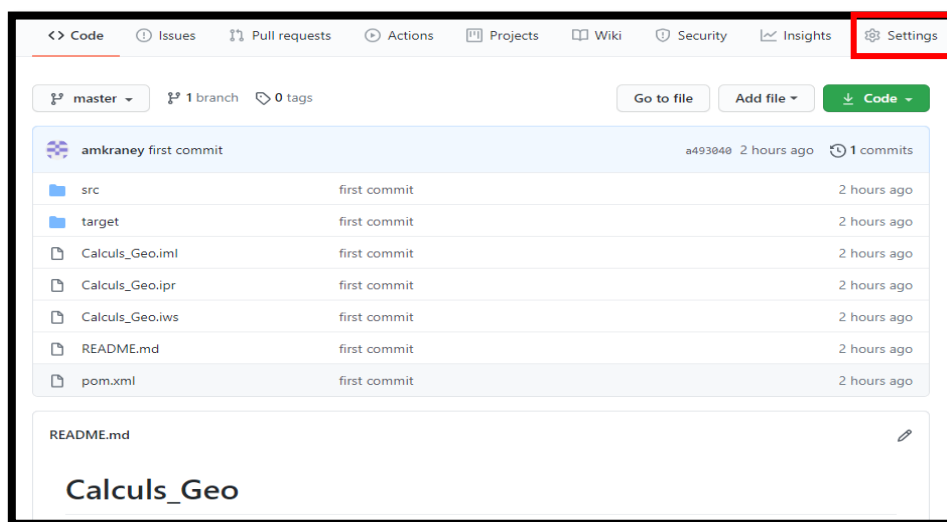 <> Code Issues Pull requests Actions Projects Wiki Security Insights Settings
master 1 branch 0 tags Go to file Add file Code
amkraney first commit a493040 2 hours ago 1 commits
src first commit 2 hours ago
target first commit 2 hours ago
Calculs_Geo.iml first commit 2 hours ago
Calculs_Geo.ipr first commit 2 hours ago
Calculs_Geo.iws first commit 2 hours ago
README.md first commit 2 hours ago
pom.xml first commit 2 hours ago
README.md
Calculs_Geo